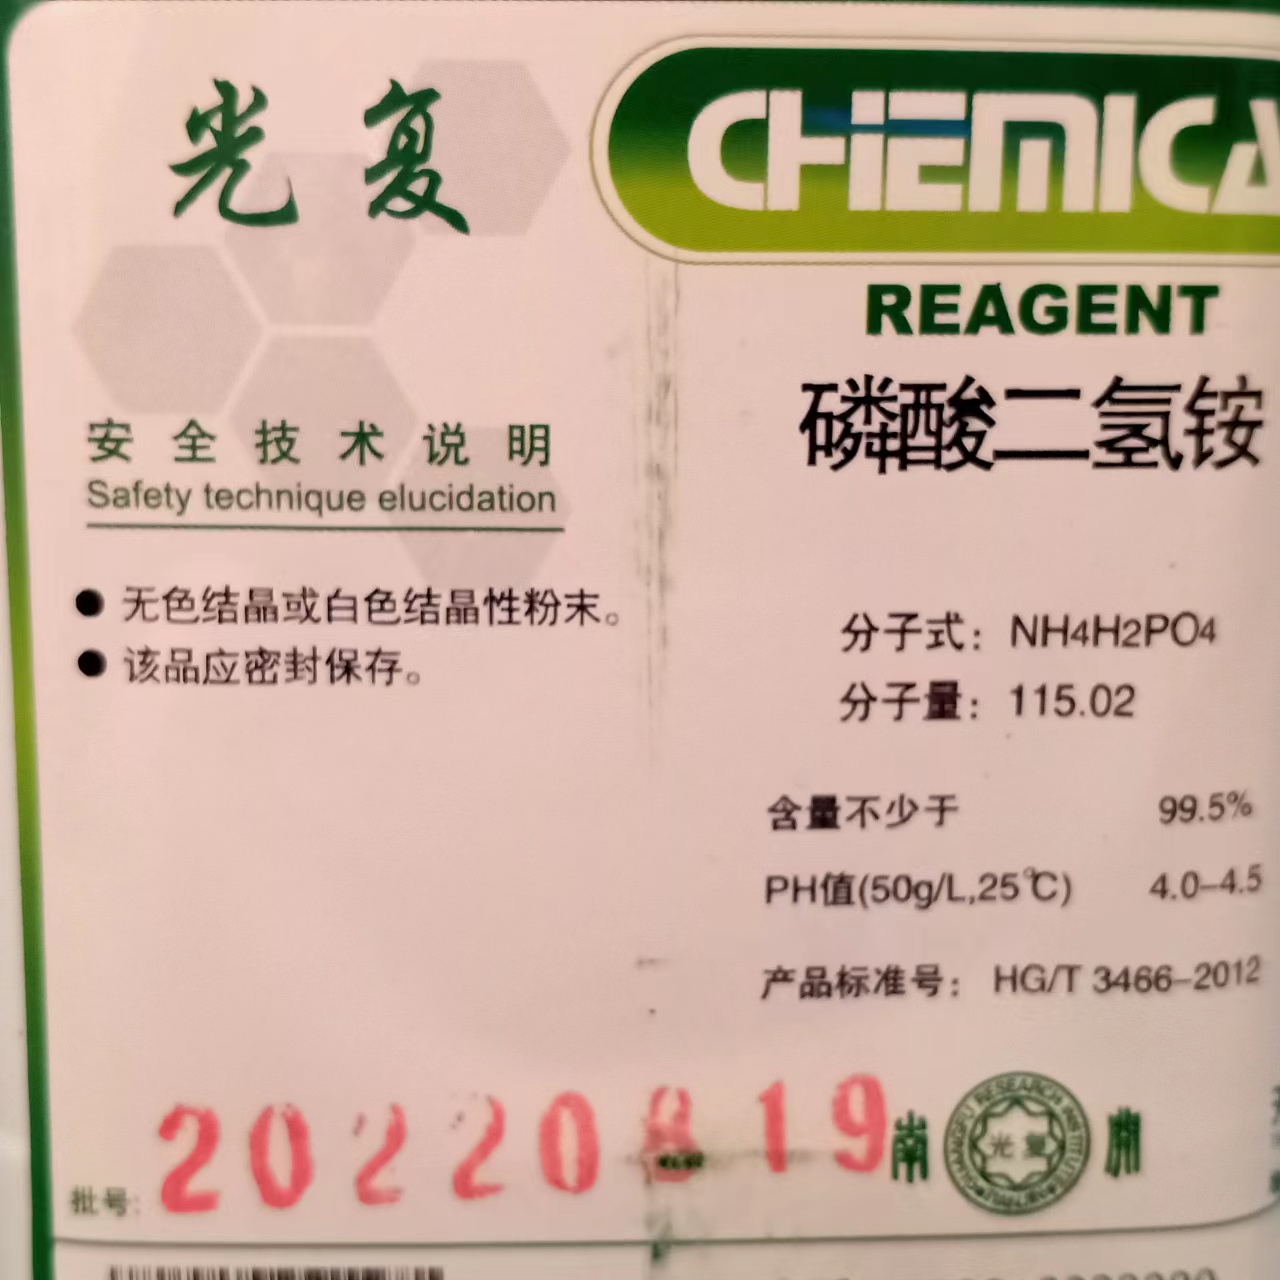 光复
CHEMICA
REAGENT
磷酸二氢铵
安全技术说明
Safety technique elucidation
● 无色结晶或白色结晶性粉末。
● 该品应密封保存。
分子式：NH4H2PO4
分子量：115.02
含量不少于 99.5%
PH值(50g/L,25℃) 4.0-4.5
产品标准号：HG/T 3466-2012
批号: 20220819
光复